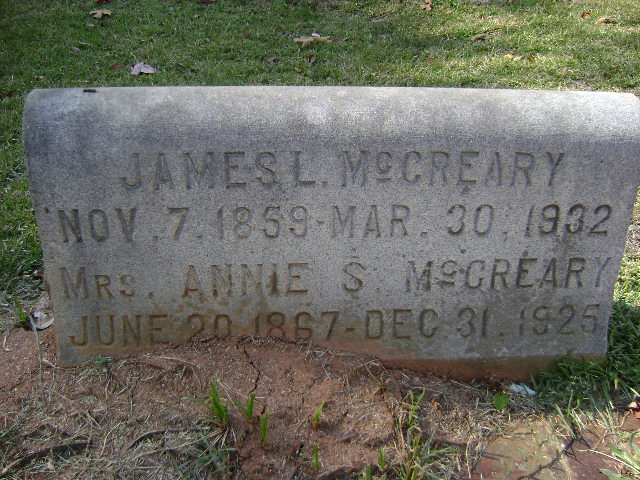 JAMES L. McCREARY
NOV. 7. 1859-MAR. 30, 1932
MRS. ANNIE S McCREARY
JUNE 20 1867-DEC 31. 1925